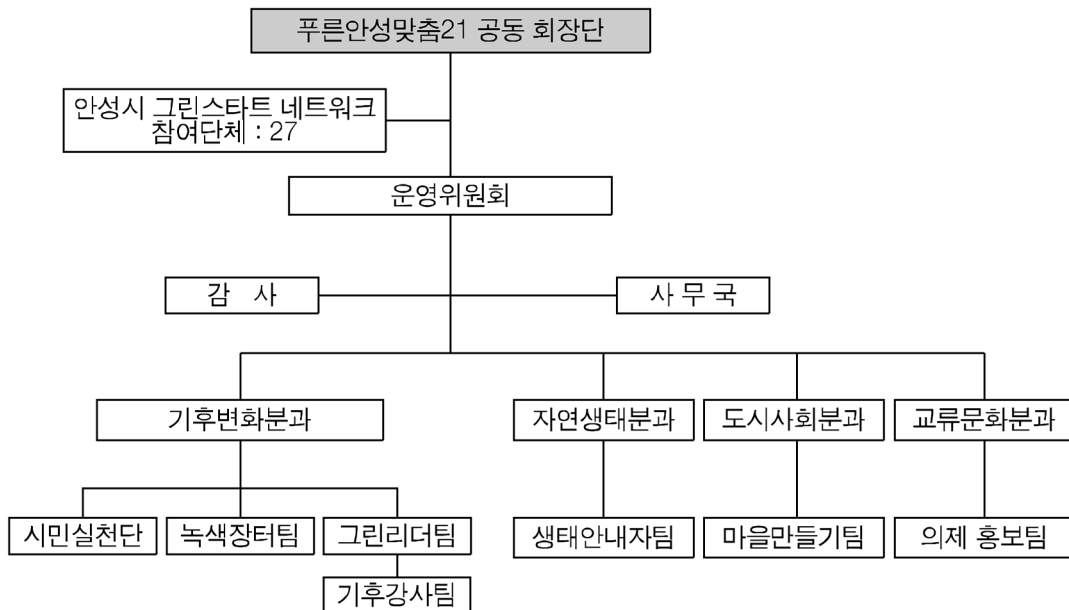 푸른안성맞춤21 공동 회장단
안성시 그린스타트 네트워크
참여단체 : 27
운영위원회
감 사
사 무 국
기후변화분과
자연생태분과
도시사회분과
교류문화분과
시민실천단
녹색장터팀
그린리더팀
생태안내자팀
마을만들기팀
의제 홍보팀
기후강사팀